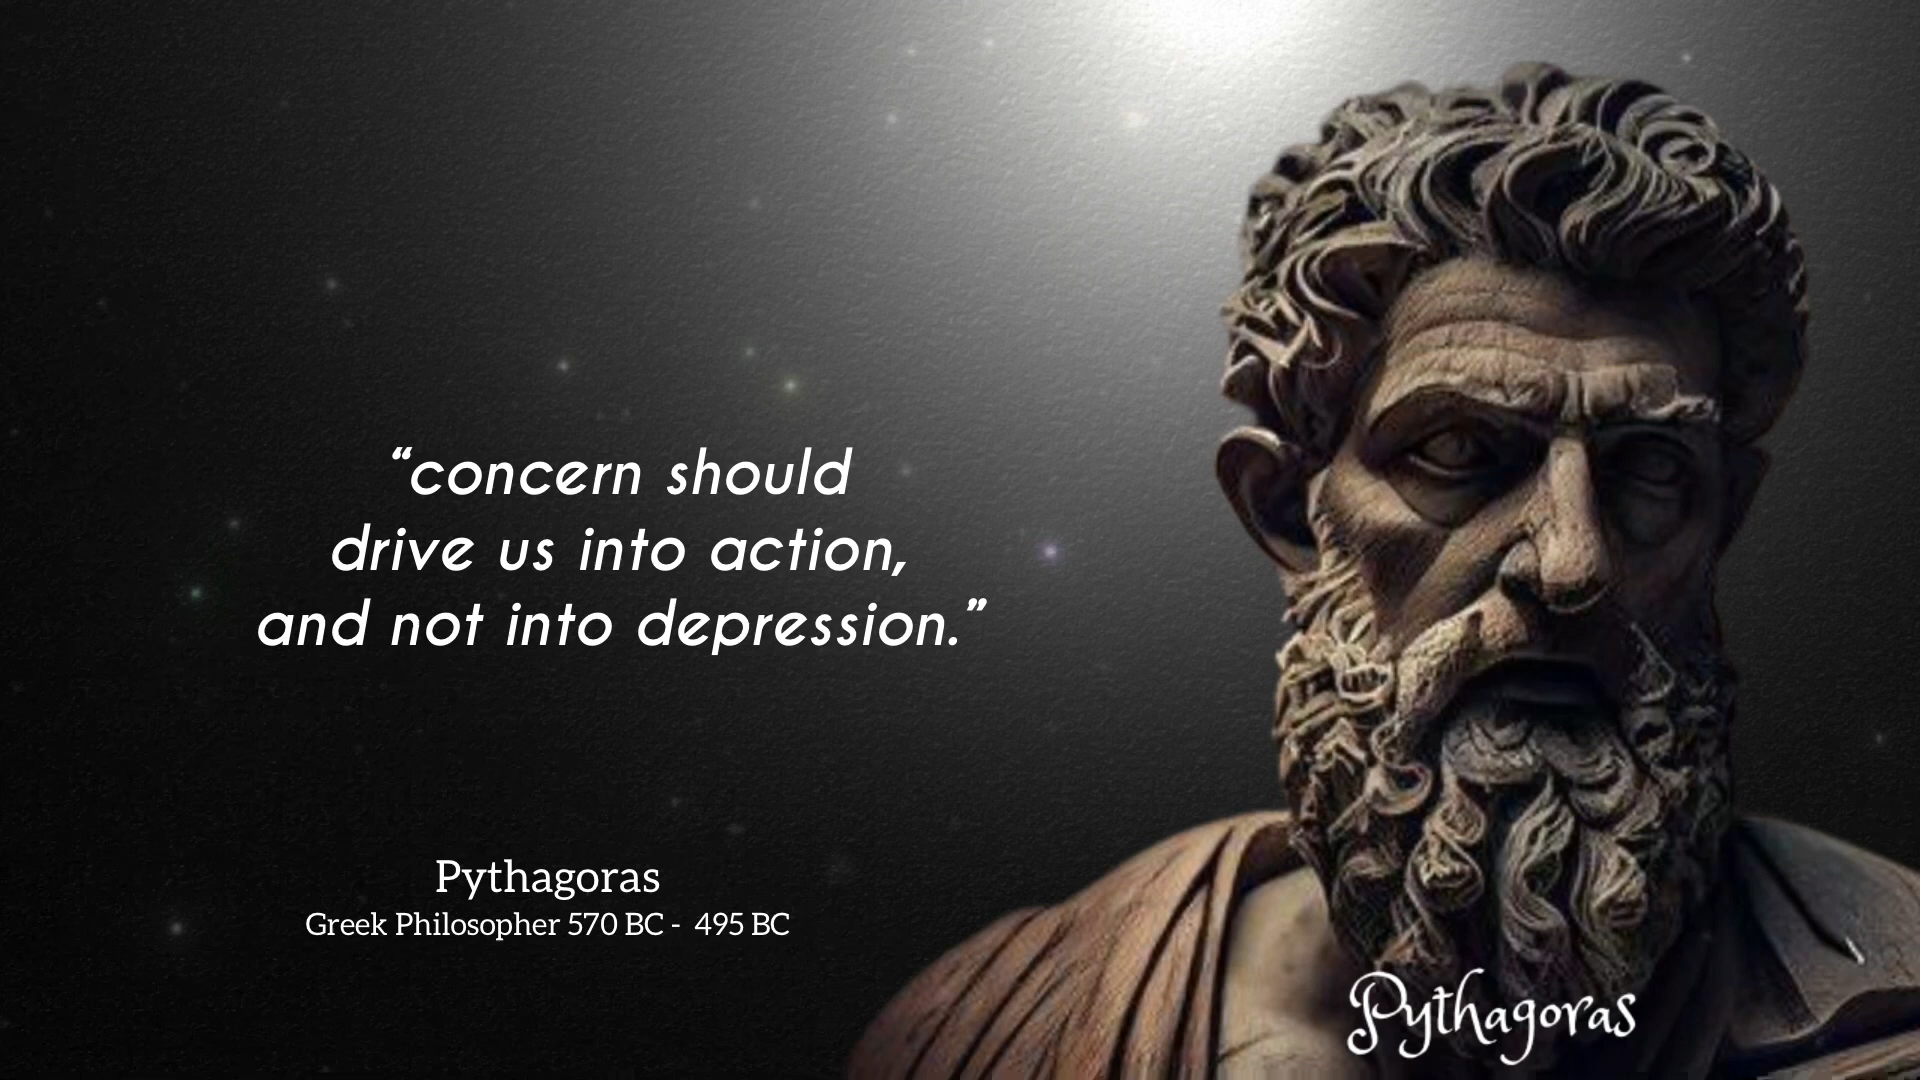 “concern should
drive us into action,
and not into depression.”
Pythagoras
Greek Philosopher 570 BC - 495 BC
Pythagoras